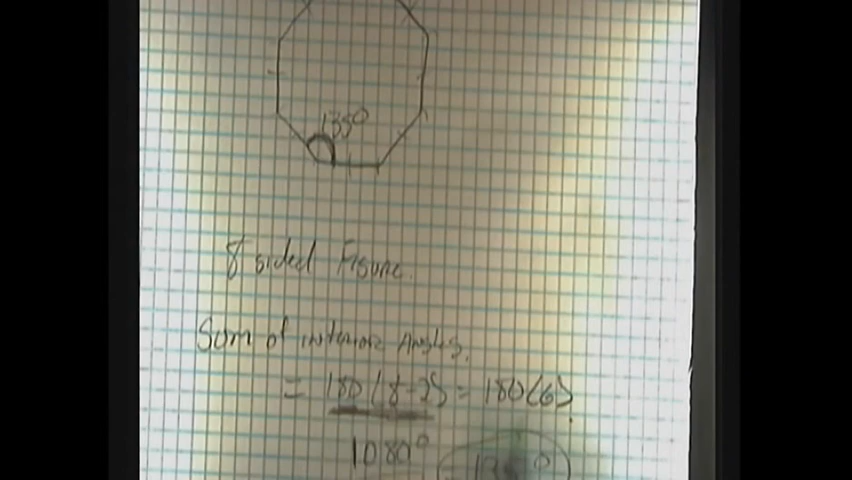 135°
8 sided Figure.
Sum of interior Angles.
= 180(8-2) = 180(6)
1080°
135°